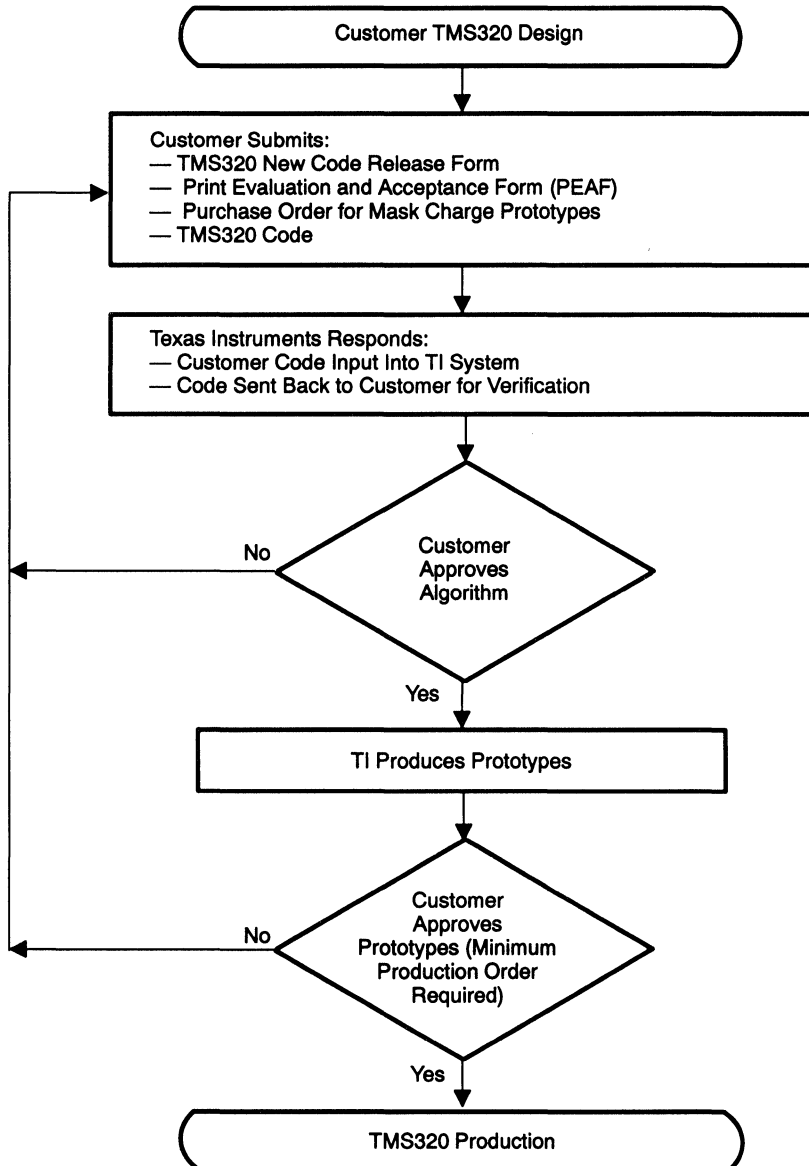 Customer TMS320 Design
Customer Submits:
— TMS320 New Code Release Form
— Print Evaluation and Acceptance Form (PEAF)
— Purchase Order for Mask Charge Prototypes
— TMS320 Code
Texas Instruments Responds:
— Customer Code Input Into TI System
— Code Sent Back to Customer for Verification
No
Customer
Approves
Algorithm
Yes
TI Produces Prototypes
No
Customer
Approves
Prototypes (Minimum
Production Order
Required)
Yes
TMS320 Production